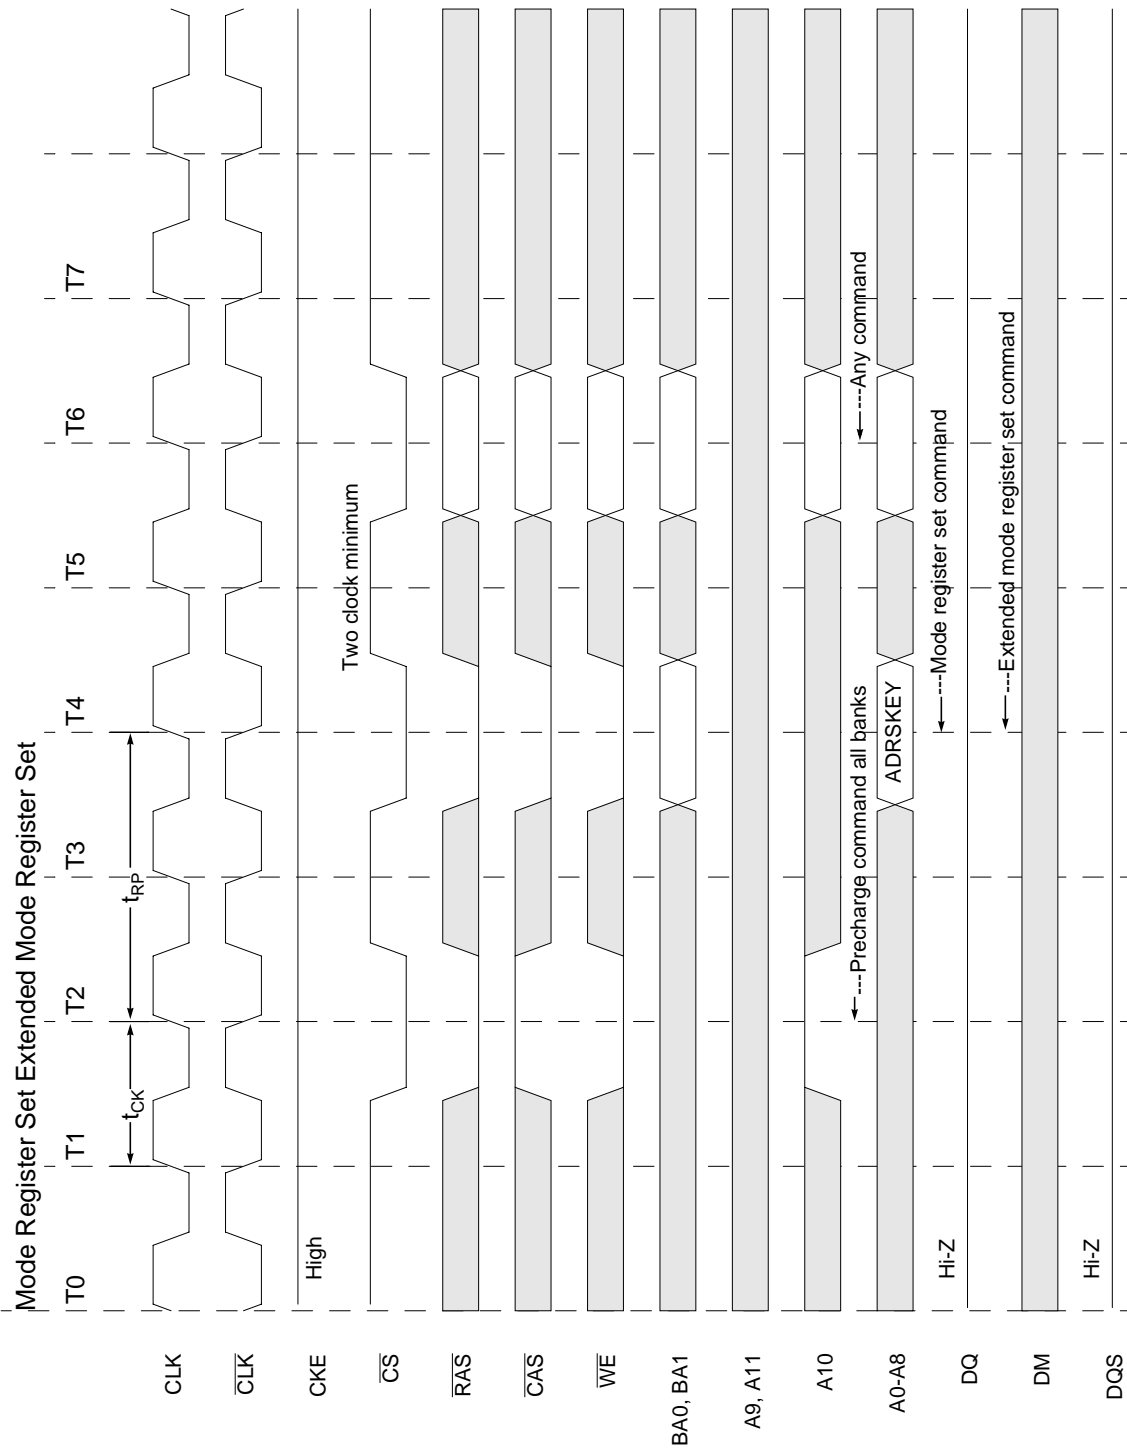 Mode Register Set Extended Mode Register Set
T0 T1 T2 T3 T4 T5 T6 T7
tCK tRP
CLK
CLK
CKE
High
CS
Two clock minimum
RAS
CAS
WE
BA0, BA1
A9, A11
A10
Precharge command all banks
Any command
A0-A8
ADRSKEY
Mode register set command
DQ
Hi-Z
Extended mode register set command
DM
DQS
Hi-Z